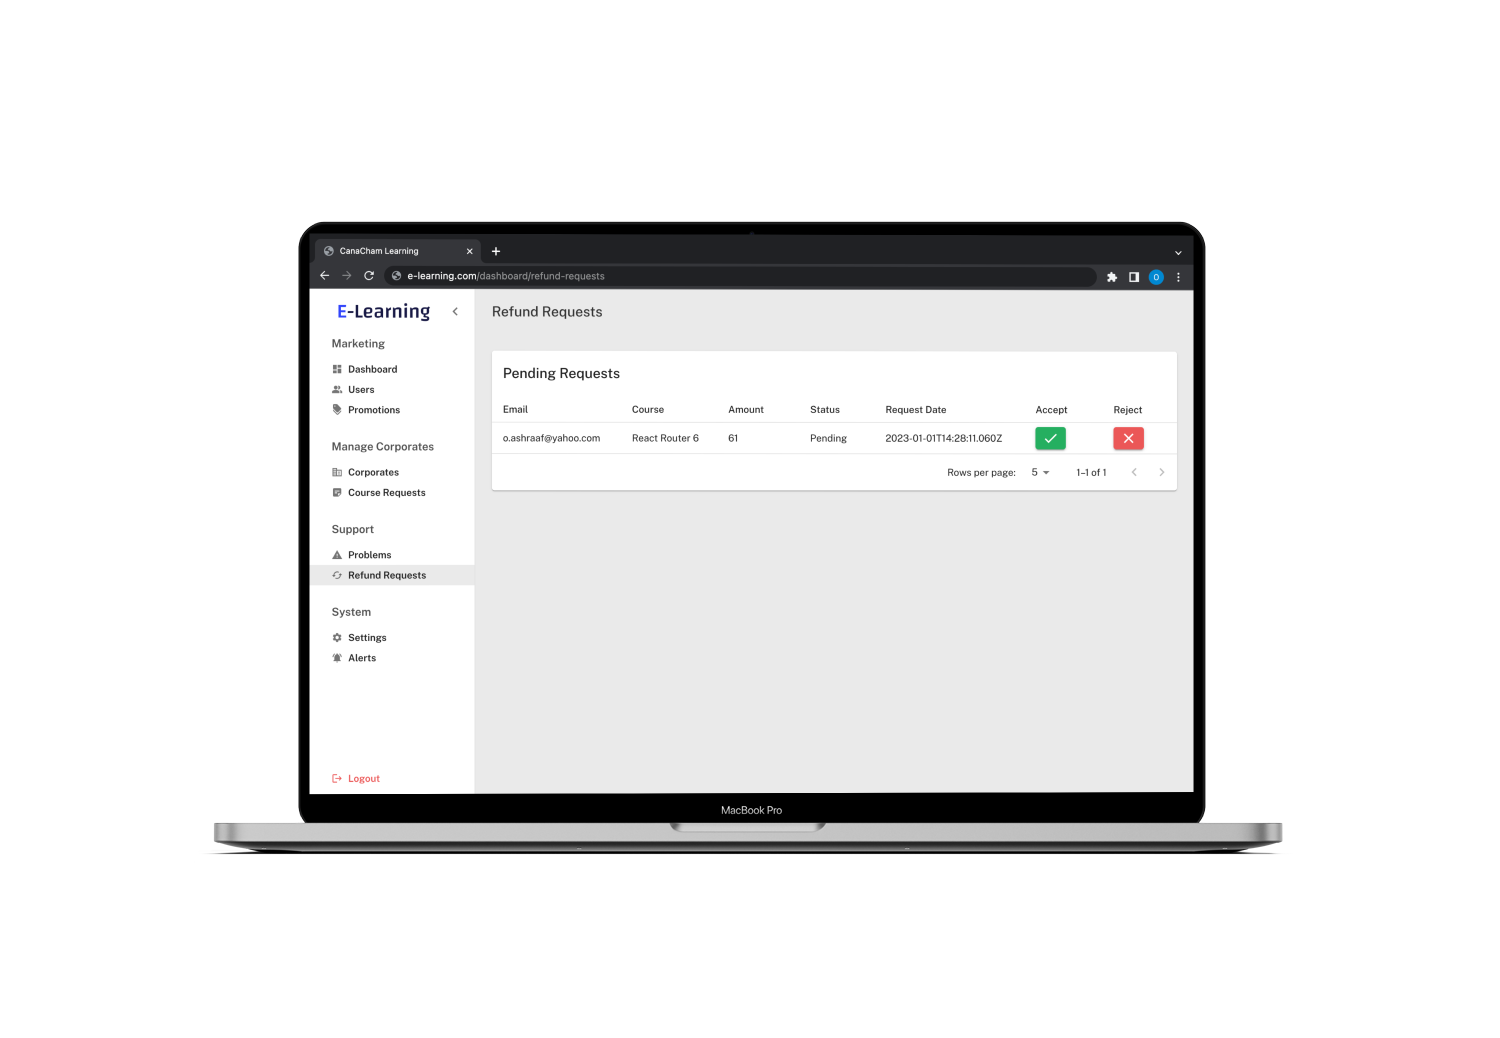 CanaCham Learning
e-learning.com/dashboard/refund-requests
O
E-Learning
Refund Requests
Marketing
Dashboard
Users
Promotions
Manage Corporates
Corporates
Course Requests
Support
Problems
Refund Requests
System
Settings
Alerts
Logout
Pending Requests
Email Course Amount Status Request Date Accept Reject
o.ashraaf@yahoo.com React Router 6 61 Pending 2023-01-01T14:28:11.060Z
Rows per page: 5 1–1 of 1
MacBook Pro